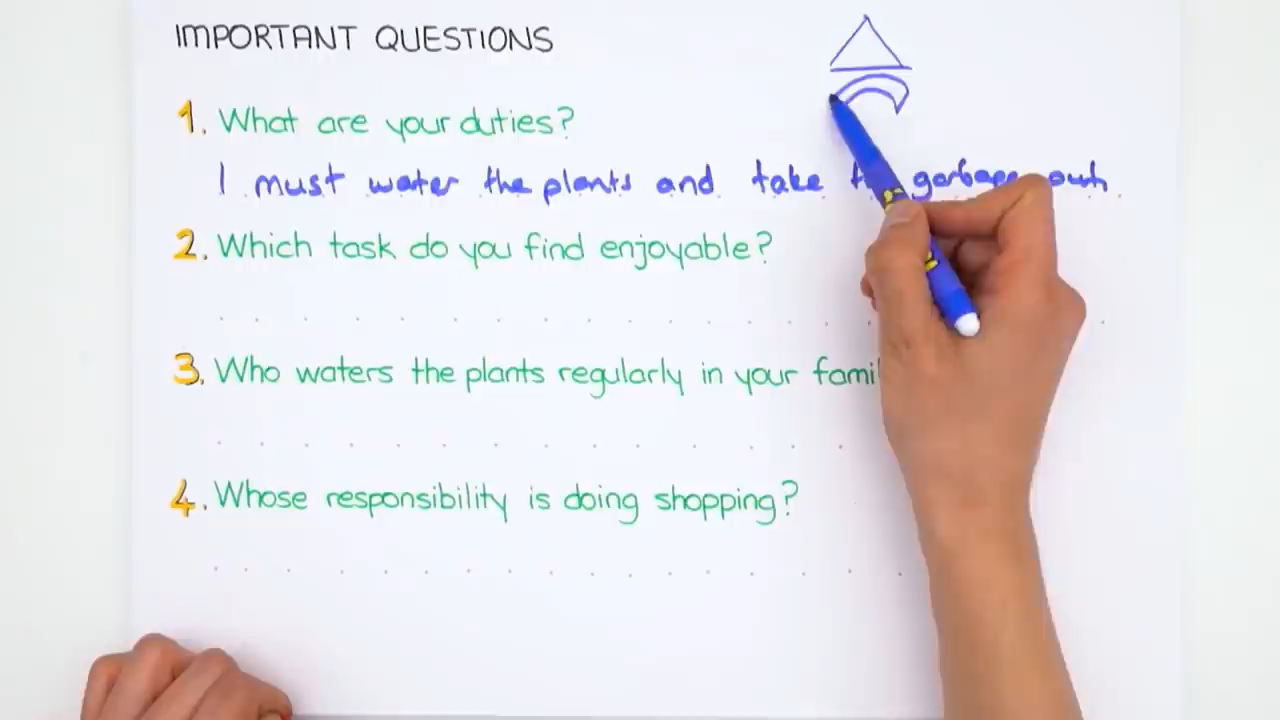 IMPORTANT QUESTIONS
1. What are your duties?
I must water the plants and take garbage out
2. Which task do you find enjoyable?
3. Who waters the plants regularly in your
4. Whose responsibility is doing shopping?